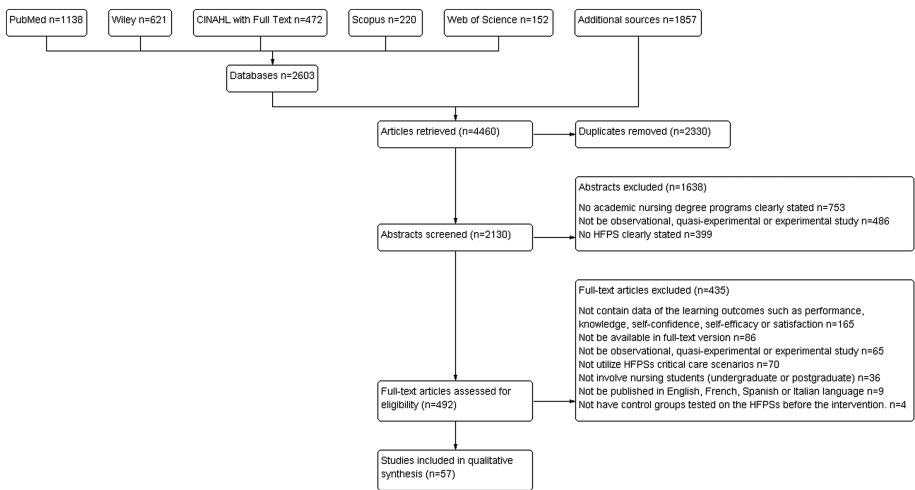 PubMed n=1138
Wiley n=621
CINAHL with Full Text n=472
Scopus n=220
Web of Science n=152
Additional sources n=1857
Databases n=2603
Articles retrieved (n=4460)
Duplicates removed (n=2330)
Abstracts screened (n=2130)
Abstracts excluded (n=1638)
No academic nursing degree programs clearly stated n=753
Not be observational, quasi-experimental or experimental study n=486
No HFPS clearly stated n=399
Full-text articles assessed for
eligibility (n=492)
Full-text articles excluded (n=435)
Not contain data of the learning outcomes such as performance,
knowledge, self-confidence, self-efficacy or satisfaction n=165
Not be available in full-text version n=86
Not be observational, quasi-experimental or experimental study n=65
Not utilize HFPSs critical care scenarios n=70
Not involve nursing students (undergraduate or postgraduate) n=36
Not be published in English, French, Spanish or Italian language n=9
Not have control groups tested on the HFPSs before the intervention. n=4
Studies included in qualitative
synthesis (n=57)